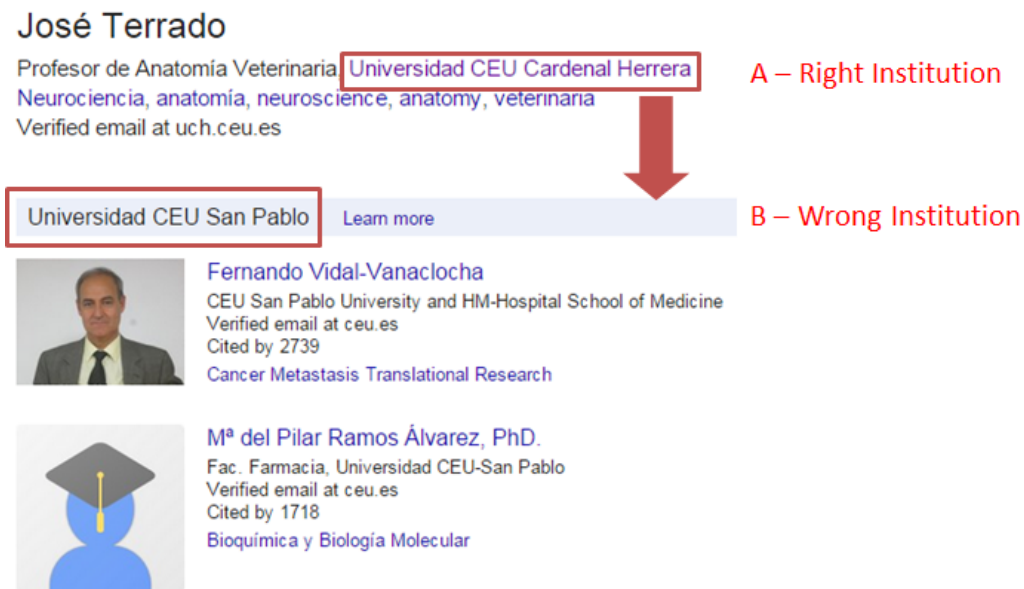 José Terrado
Profesor de Anatomía Veterinaria, Universidad CEU Cardenal Herrera
A – Right Institution
Neurociencia, anatomía, neuroscience, anatomy, veterinaria
Verified email at uch.ceu.es
Universidad CEU San Pablo Learn more
B – Wrong Institution
Fernando Vidal-Vanaclocha
CEU San Pablo University and HM-Hospital School of Medicine
Verified email at ceu.es
Cited by 2739
Cancer Metastasis Translational Research
Mª del Pilar Ramos Álvarez, PhD.
Fac. Farmacia, Universidad CEU-San Pablo
Verified email at ceu.es
Cited by 1718
Bioquímica y Biología Molecular